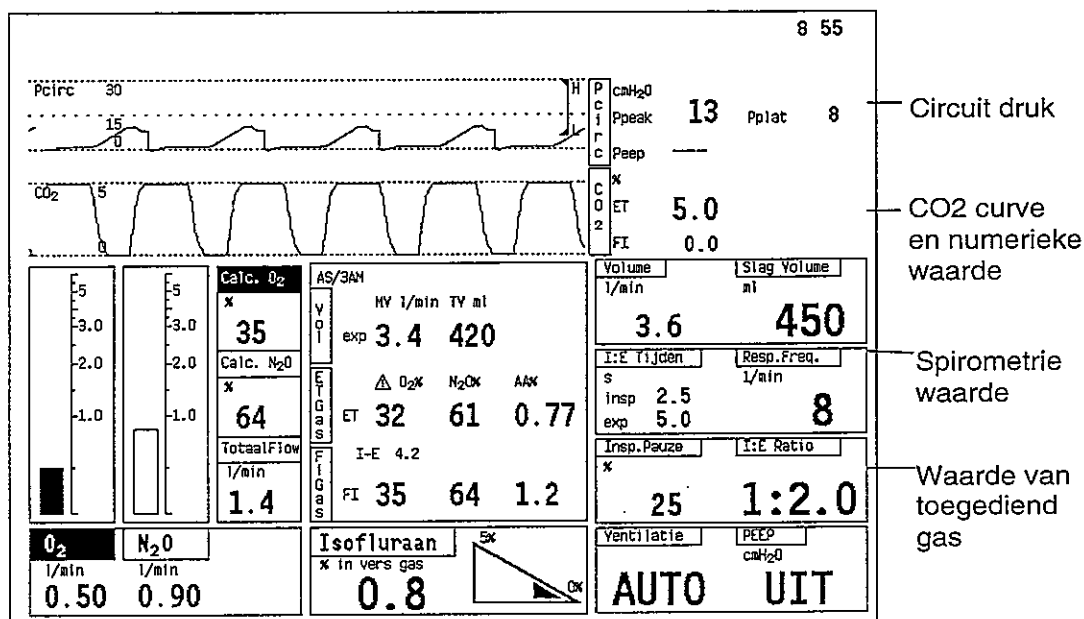 8 55
Pcirc 30
15
0
H
L
Pcirc
cmH₂O
Ppeak 13 Pplat 8
Peep —
Circuit druk
CO₂ 5
0
CO2
%
ET 5.0
FI 0.0
CO2 curve
en numerieke
waarde
5
3.0
2.0
1.0
5
3.0
2.0
1.0
Calc. O₂
%
35
Calc. N₂O
%
64
TotaalFlow
l/min
1.4
AS/3AM
Vol
MV l/min TV ml
exp 3.4 420
ETGas
⚠ O₂% N₂O% AA%
ET 32 61 0.77
I-E 4.2
FIGas
FI 35 64 1.2
Volume Slag Volume
l/min ml
3.6 450
I:E Tijden Resp.Freq.
s 1/min
insp 2.5
exp 5.0 8
Spirometrie
waarde
Insp.Pauze I:E Ratio
%
25 1:2.0
Waarde van
toegediend
gas
O₂ N₂O
l/min l/min
0.50 0.90
Isofluraan
% in vers gas
0.8
5%
0%
Ventilatie PEEP
cmH₂O
AUTO UIT